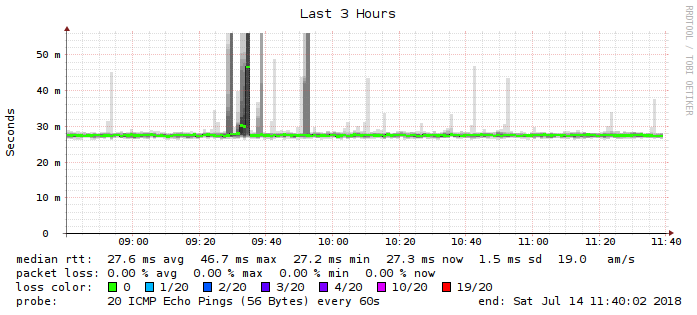 Last 3 Hours
RRDTOOL / TOBI OETIKER
Seconds
50 m
40 m
30 m
20 m
10 m
0
09:00 09:20 09:40 10:00 10:20 10:40 11:00 11:20 11:40
median rtt: 27.6 ms avg 46.7 ms max 27.2 ms min 27.3 ms now 1.5 ms sd 19.0 am/s
packet loss: 0.00 % avg 0.00 % max 0.00 % min 0.00 % now
loss color: 0 1/20 2/20 3/20 4/20 10/20 19/20
probe: 20 ICMP Echo Pings (56 Bytes) every 60s end: Sat Jul 14 11:40:02 2018